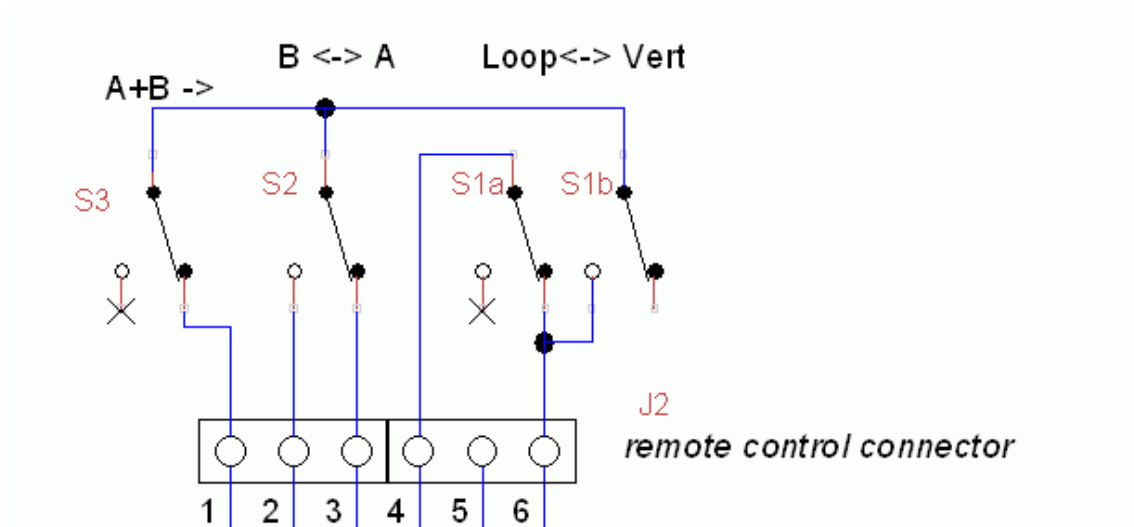 B <-> A
Loop<-> Vert
A+B ->
S3
S2
S1a
S1b
J2
remote control connector
1 2 3 4 5 6